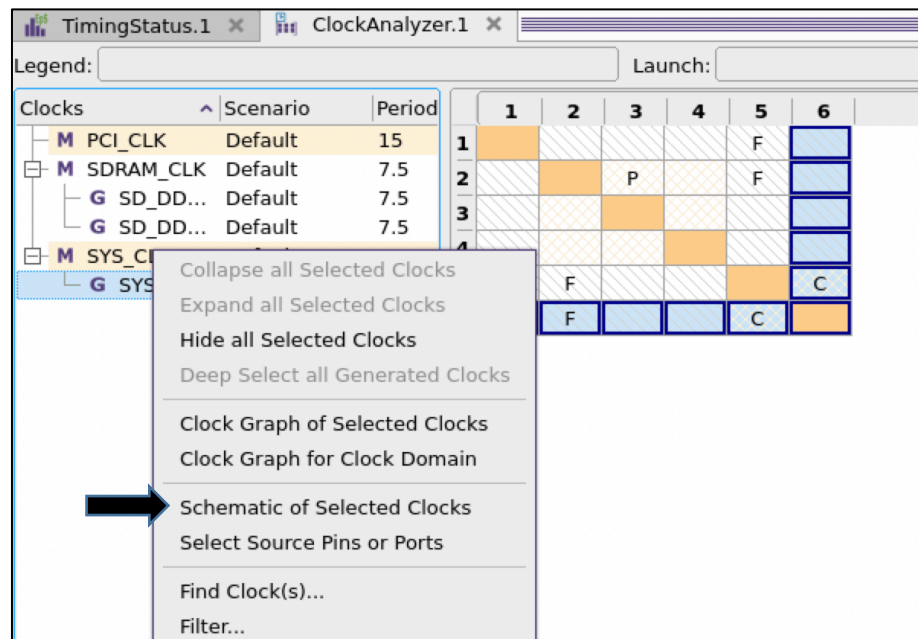 TimingStatus.1
ClockAnalyzer.1
Legend:
Launch:
Clocks Scenario Period
M PCI_CLK Default 15
M SDRAM_CLK Default 7.5
G SD_DD... Default 7.5
G SD_DD... Default 7.5
M SYS_CL
G SYS
1 2 3 4 5 6
1 F
2 P F
3
4
F C
F C
Collapse all Selected Clocks
Expand all Selected Clocks
Hide all Selected Clocks
Deep Select all Generated Clocks
Clock Graph of Selected Clocks
Clock Graph for Clock Domain
Schematic of Selected Clocks
Select Source Pins or Ports
Find Clock(s)...
Filter...